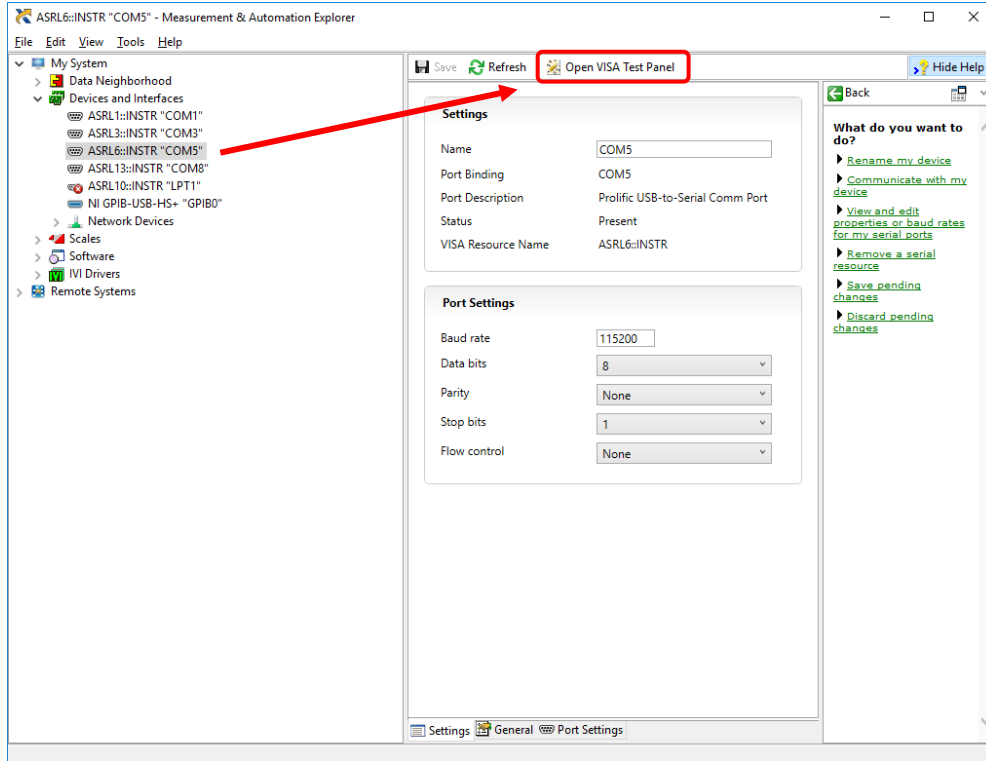 ASRL6::INSTR "COM5" - Measurement & Automation Explorer
File Edit View Tools Help
My System
Data Neighborhood
Devices and Interfaces
ASRL1::INSTR "COM1"
ASRL3::INSTR "COM3"
ASRL6::INSTR "COM5"
ASRL13::INSTR "COM8"
ASRL10::INSTR "LPT1"
NI GPIB-USB-HS+ "GPIB0"
Network Devices
Scales
Software
IVI Drivers
Remote Systems
Save Refresh Open VISA Test Panel Hide Help
Settings
Name COM5
Port Binding COM5
Port Description Prolific USB-to-Serial Comm Port
Status Present
VISA Resource Name ASRL6::INSTR
Port Settings
Baud rate 115200
Data bits 8
Parity None
Stop bits 1
Flow control None
Settings General Port Settings
Back
What do you want to
do?
Rename my device
Communicate with my
device
View and edit
properties or baud rates
for my serial ports
Remove a serial
resource
Save pending
changes
Discard pending
changes